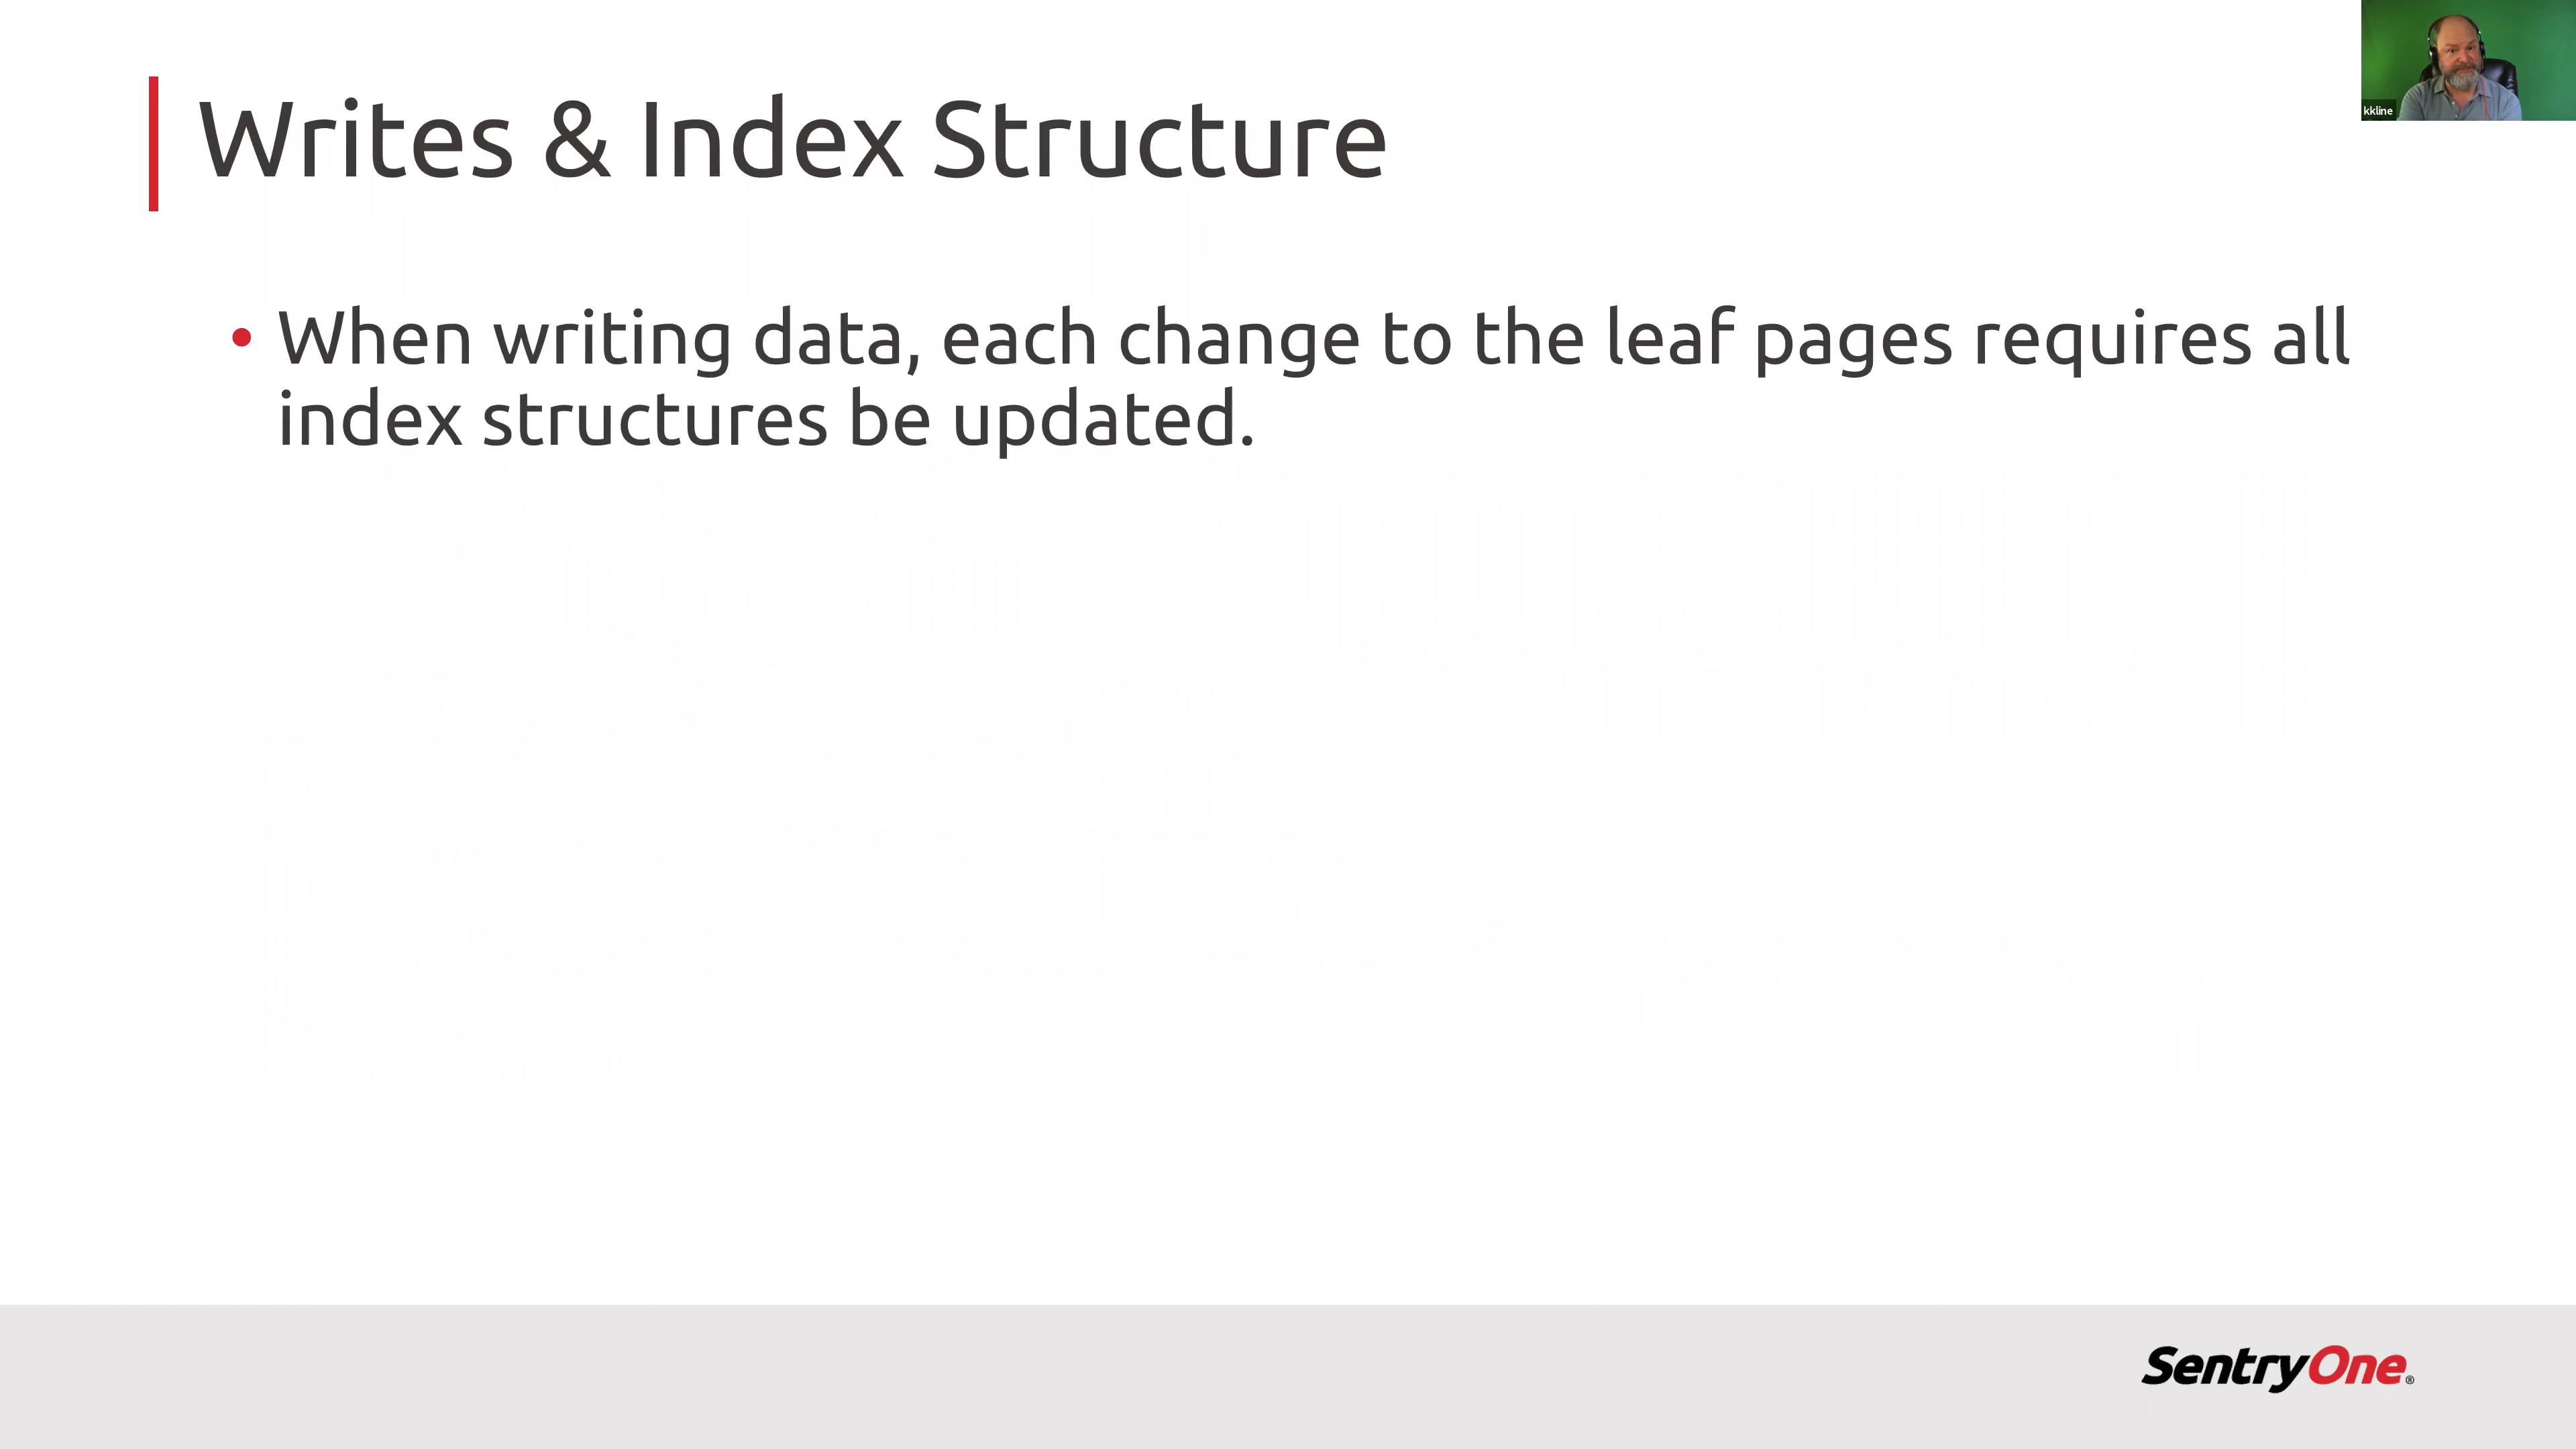 Writes & Index Structure
kkline
• When writing data, each change to the leaf pages requires all
index structures be updated.
SentryOne®